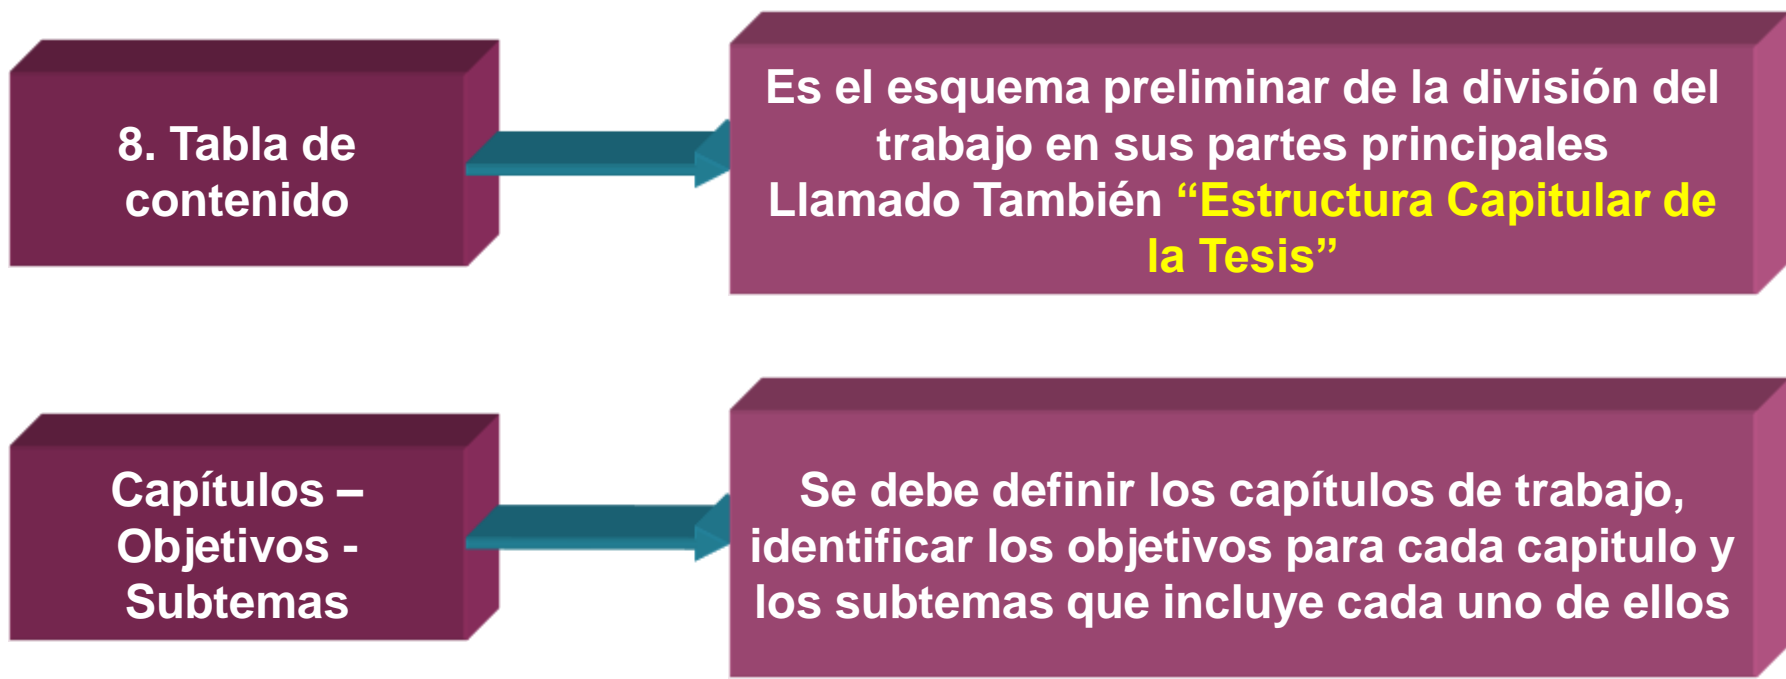 8. Tabla de
contenido
Es el esquema preliminar de la división del
trabajo en sus partes principales
Llamado También “Estructura Capitular de
la Tesis”
Capítulos –
Objetivos -
Subtemas
Se debe definir los capítulos de trabajo,
identificar los objetivos para cada capitulo y
los subtemas que incluye cada uno de ellos